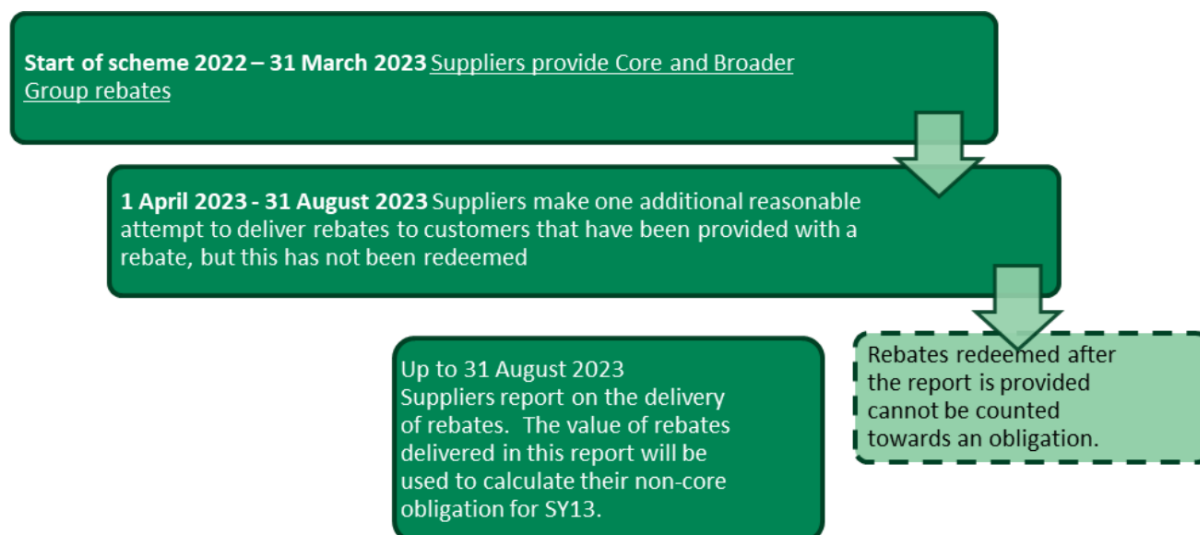 Start of scheme 2022 – 31 March 2023 Suppliers provide Core and Broader
Group rebates
1 April 2023 - 31 August 2023 Suppliers make one additional reasonable
attempt to deliver rebates to customers that have been provided with a
rebate, but this has not been redeemed
Up to 31 August 2023
Suppliers report on the delivery
of rebates.  The value of rebates
delivered in this report will be
used to calculate their non-core
obligation for SY13.
Rebates redeemed after
the report is provided
cannot be counted
towards an obligation.